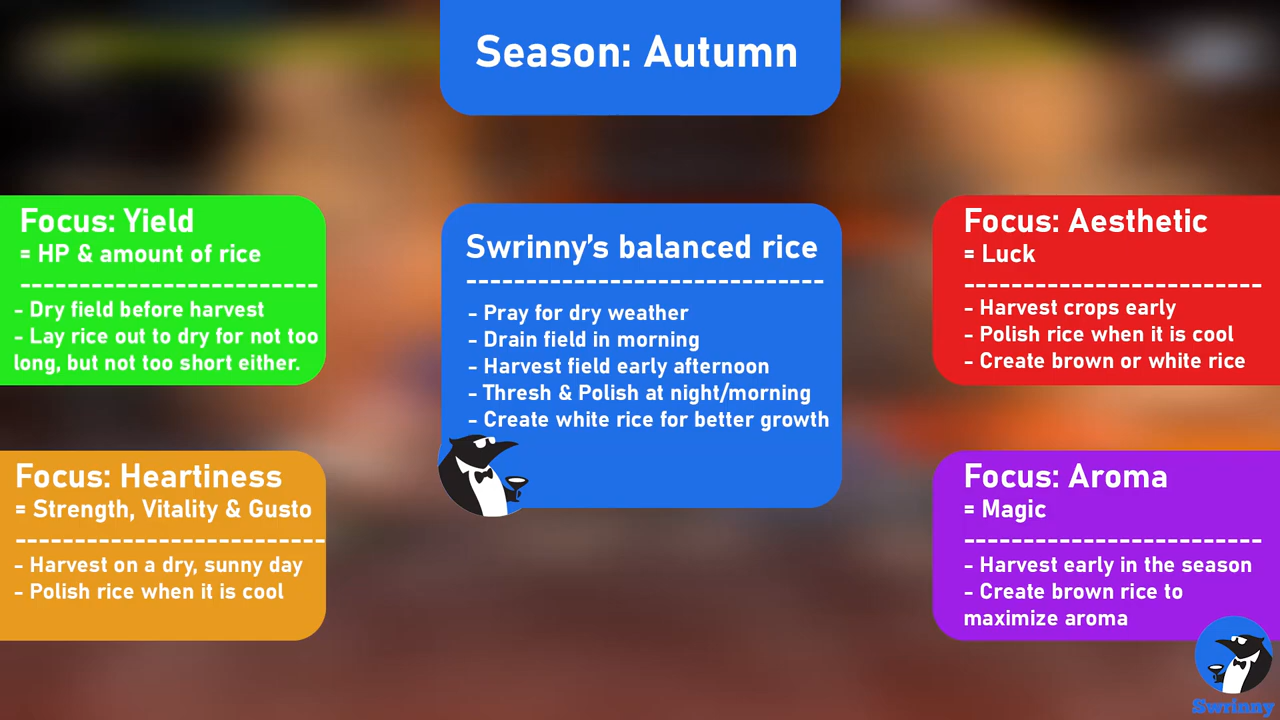 Season: Autumn
Focus: Yield
= HP & amount of rice
-------------------------
- Dry field before harvest
- Lay rice out to dry for not too
long, but not too short either.
Focus: Heartiness
= Strength, Vitality & Gusto
--------------------------
- Harvest on a dry, sunny day
- Polish rice when it is cool
Swrinny's balanced rice
------------------------------
- Pray for dry weather
- Drain field in morning
- Harvest field early afternoon
- Thresh & Polish at night/morning
- Create white rice for better growth
Focus: Aesthetic
= Luck
-------------------------
- Harvest crops early
- Polish rice when it is cool
- Create brown or white rice
Focus: Aroma
= Magic
-------------------------
- Harvest early in the season
- Create brown rice to
maximize aroma
Swrinny